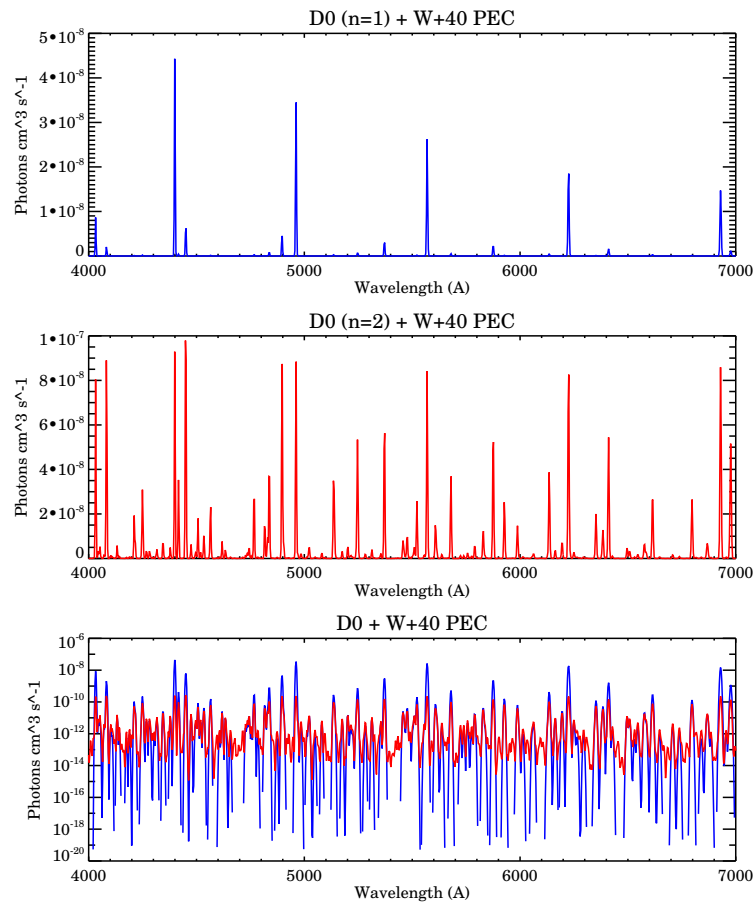 D0 (n=1) + W+40 PEC
5•10^-8
4•10^-8
3•10^-8
2•10^-8
1•10^-8
0
Photons cm^3 s^-1
4000 5000 6000 7000
Wavelength (A)
D0 (n=2) + W+40 PEC
1•10^-7
8•10^-8
6•10^-8
4•10^-8
2•10^-8
0
Photons cm^3 s^-1
4000 5000 6000 7000
Wavelength (A)
D0 + W+40 PEC
10^-6
10^-8
10^-10
10^-12
10^-14
10^-16
10^-18
10^-20
Photons cm^3 s^-1
4000 5000 6000 7000
Wavelength (A)